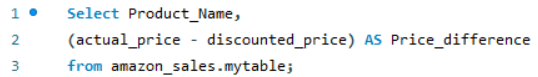 1 Select Product_Name,
2 (actual_price - discounted_price) AS Price_difference
3 from amazon_sales.mytable;